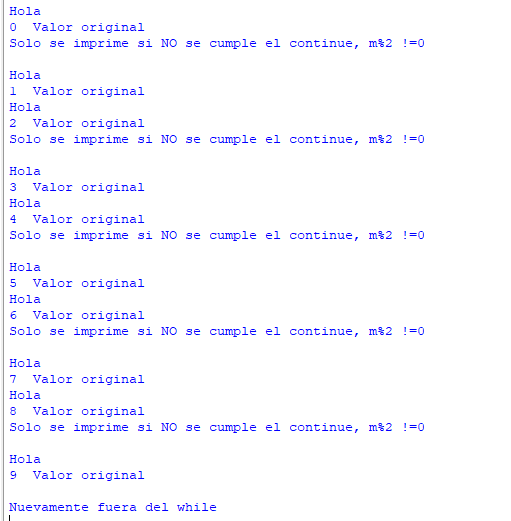 Hola
0  Valor original
Solo se imprime si NO se cumple el continue, m%2 !=0
Hola
1  Valor original
Hola
2  Valor original
Solo se imprime si NO se cumple el continue, m%2 !=0
Hola
3  Valor original
Hola
4  Valor original
Solo se imprime si NO se cumple el continue, m%2 !=0
Hola
5  Valor original
Hola
6  Valor original
Solo se imprime si NO se cumple el continue, m%2 !=0
Hola
7  Valor original
Hola
8  Valor original
Solo se imprime si NO se cumple el continue, m%2 !=0
Hola
9  Valor original
Nuevamente fuera del while